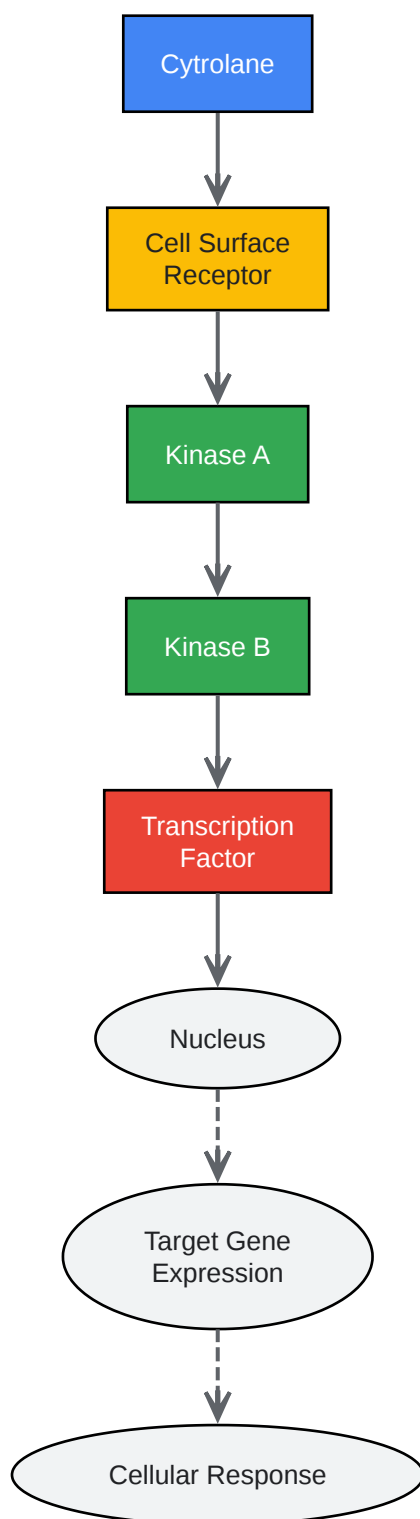 Cytrolane
Cell Surface
Receptor
Kinase A
Kinase B
Transcription
Factor
Nucleus
Target Gene
Expression
Cellular Response